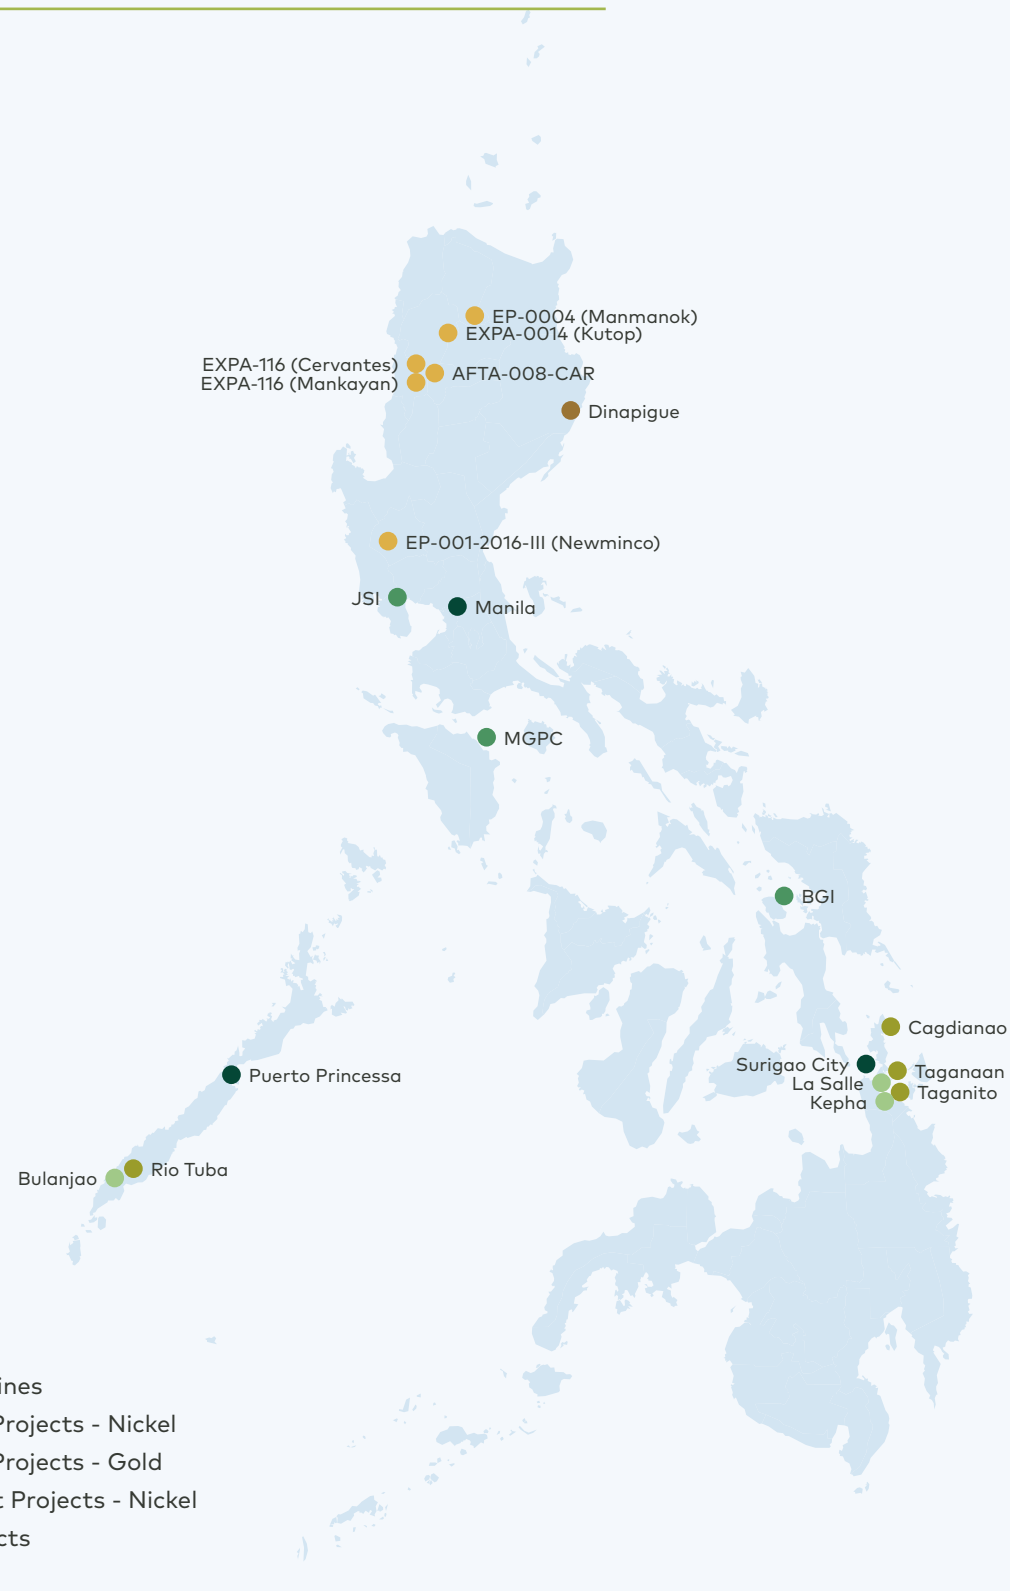 EP-0004 (Manmanok)
EXPA-0014 (Kutop)
EXPA-116 (Cervantes)
AFTA-008-CAR
EXPA-116 (Mankayan)
Dinapigue
EP-001-2016-III (Newminco)
JSI
Manila
MGPC
BGI
Cagdianao
Surigao City
Taganaan
La Salle
Taganito
Kepha
Puerto Princessa
Rio Tuba
Bulanjao
ines
Projects - Nickel
Projects - Gold
t Projects - Nickel
cts